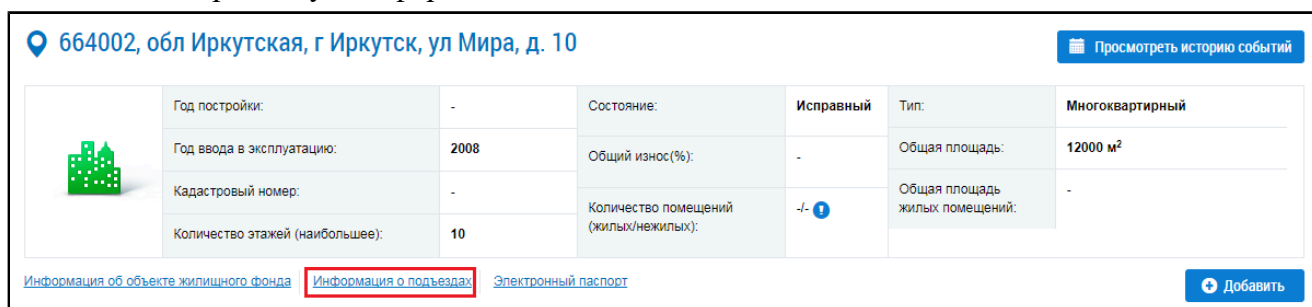 664002, обл Иркутская, г Иркутск, ул Мира, д. 10
Просмотреть историю событий
Год постройки: -
Год ввода в эксплуатацию: 2008
Кадастровый номер: -
Количество этажей (наибольшее): 10
Состояние: Исправный
Общий износ(%): -
Количество помещений
(жилых/нежилых): -/-
Тип: Многоквартирный
Общая площадь: 12000 м²
Общая площадь
жилых помещений: -
Информация об объекте жилищного фонда Информация о подъездах Электронный паспорт
Добавить